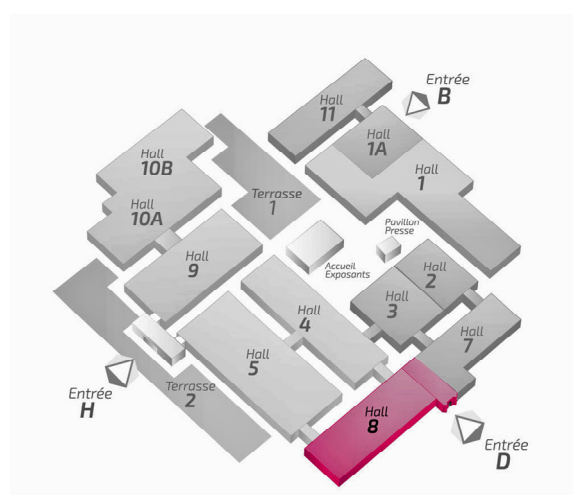 Entrée
B
Hall
11
Hall
1A
Hall
10B
Hall
1
Hall
10A
Terrasse
1
Pavillon
Presse
Hall
9
Accueil
Exposants
Hall
2
Hall
3
Hall
4
Hall
7
Hall
5
Entrée
H
Terrasse
2
Hall
8
Entrée
D